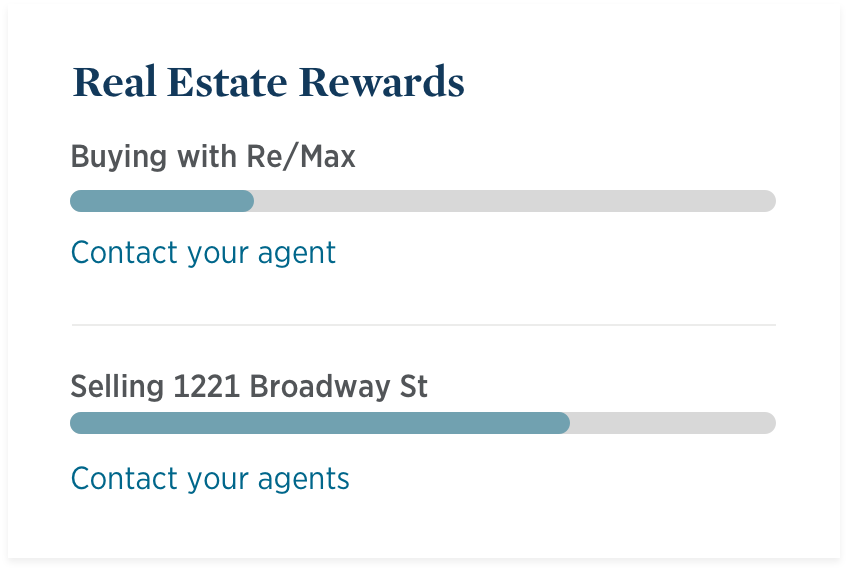 Real Estate Rewards
Buying with Re/Max
Contact your agent
Selling 1221 Broadway St
Contact your agents